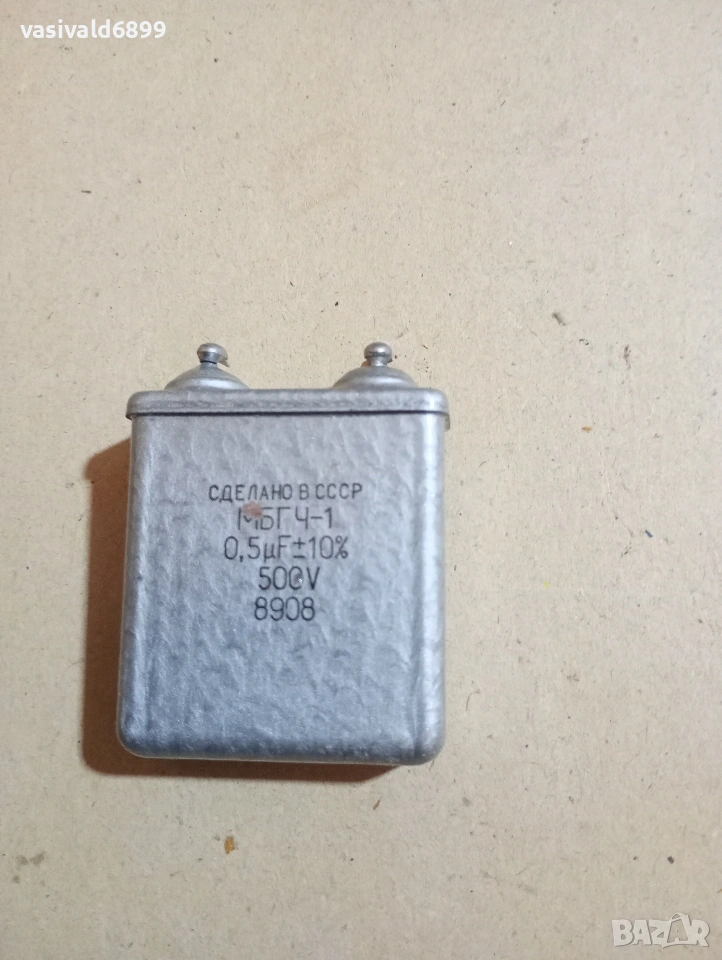 vasivald6899
СДЕЛАНО В СССР
МБГЧ-1
0,5μF±10%
500V
8908
BAZAR